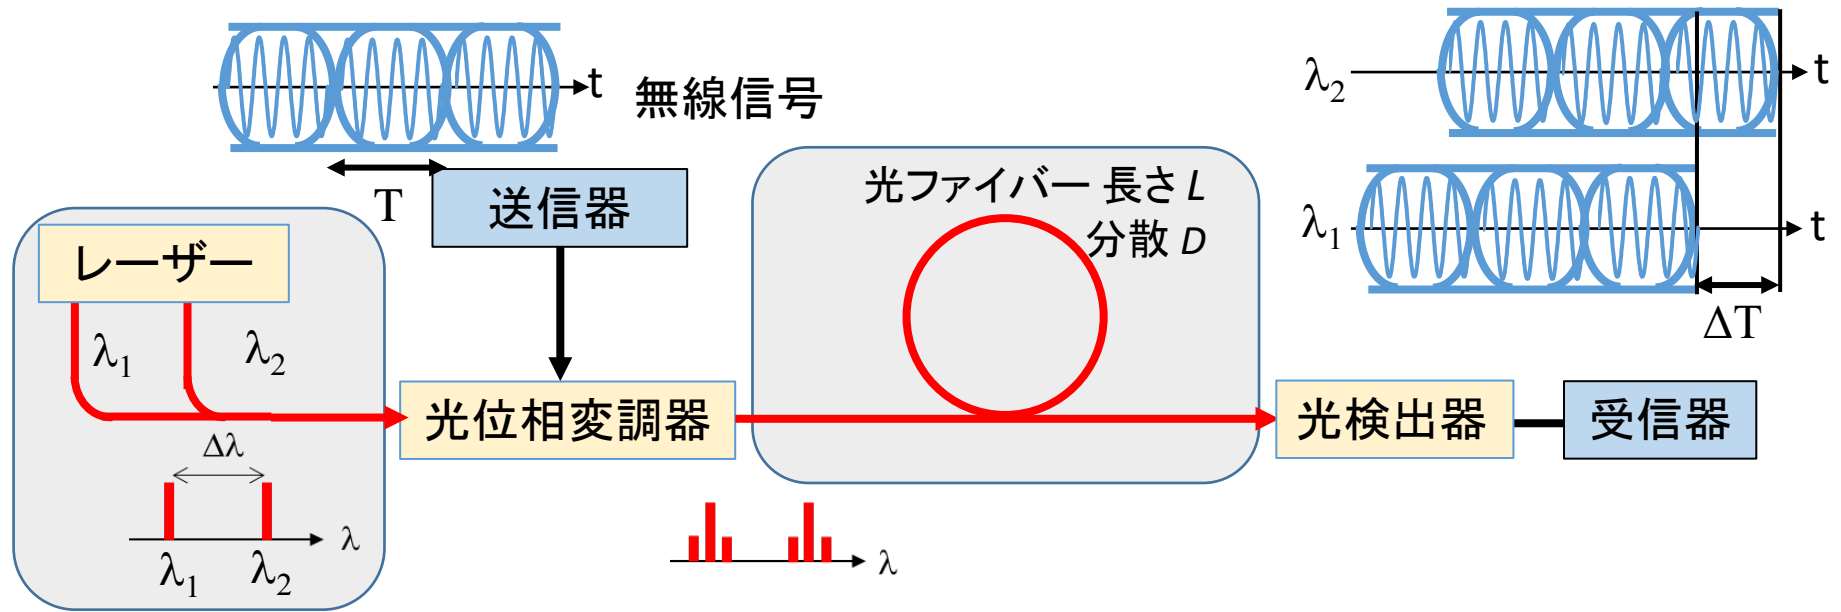 t
無線信号
T
送信器
レーザー
λ1
λ2
光位相変調器
Δλ
λ
λ1
λ2
光ファイバー 長さ L
分散 D
λ
光検出器
受信器
λ2
t
λ1
t
ΔT